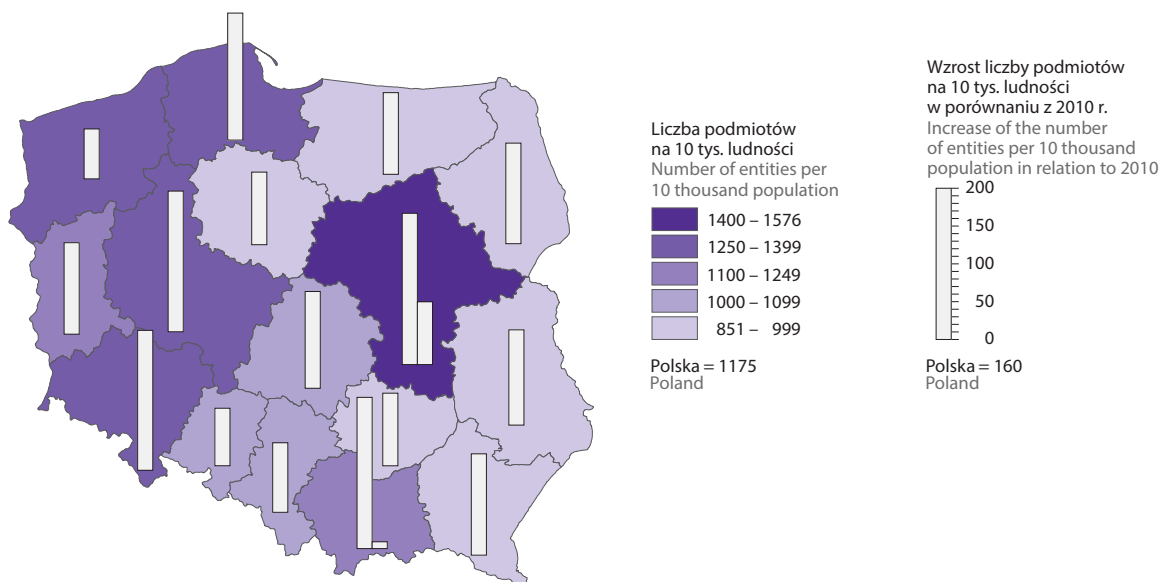 Liczba podmiotów
na 10 tys. ludności
Number of entities per
10 thousand population
1400 – 1576
1250 – 1399
1100 – 1249
1000 – 1099
851 – 999
Polska = 1175
Poland
Wzrost liczby podmiotów
na 10 tys. ludności
w porównaniu z 2010 r.
Increase of the number
of entities per 10 thousand
population in relation to 2010
200
150
100
50
0
Polska = 160
Poland